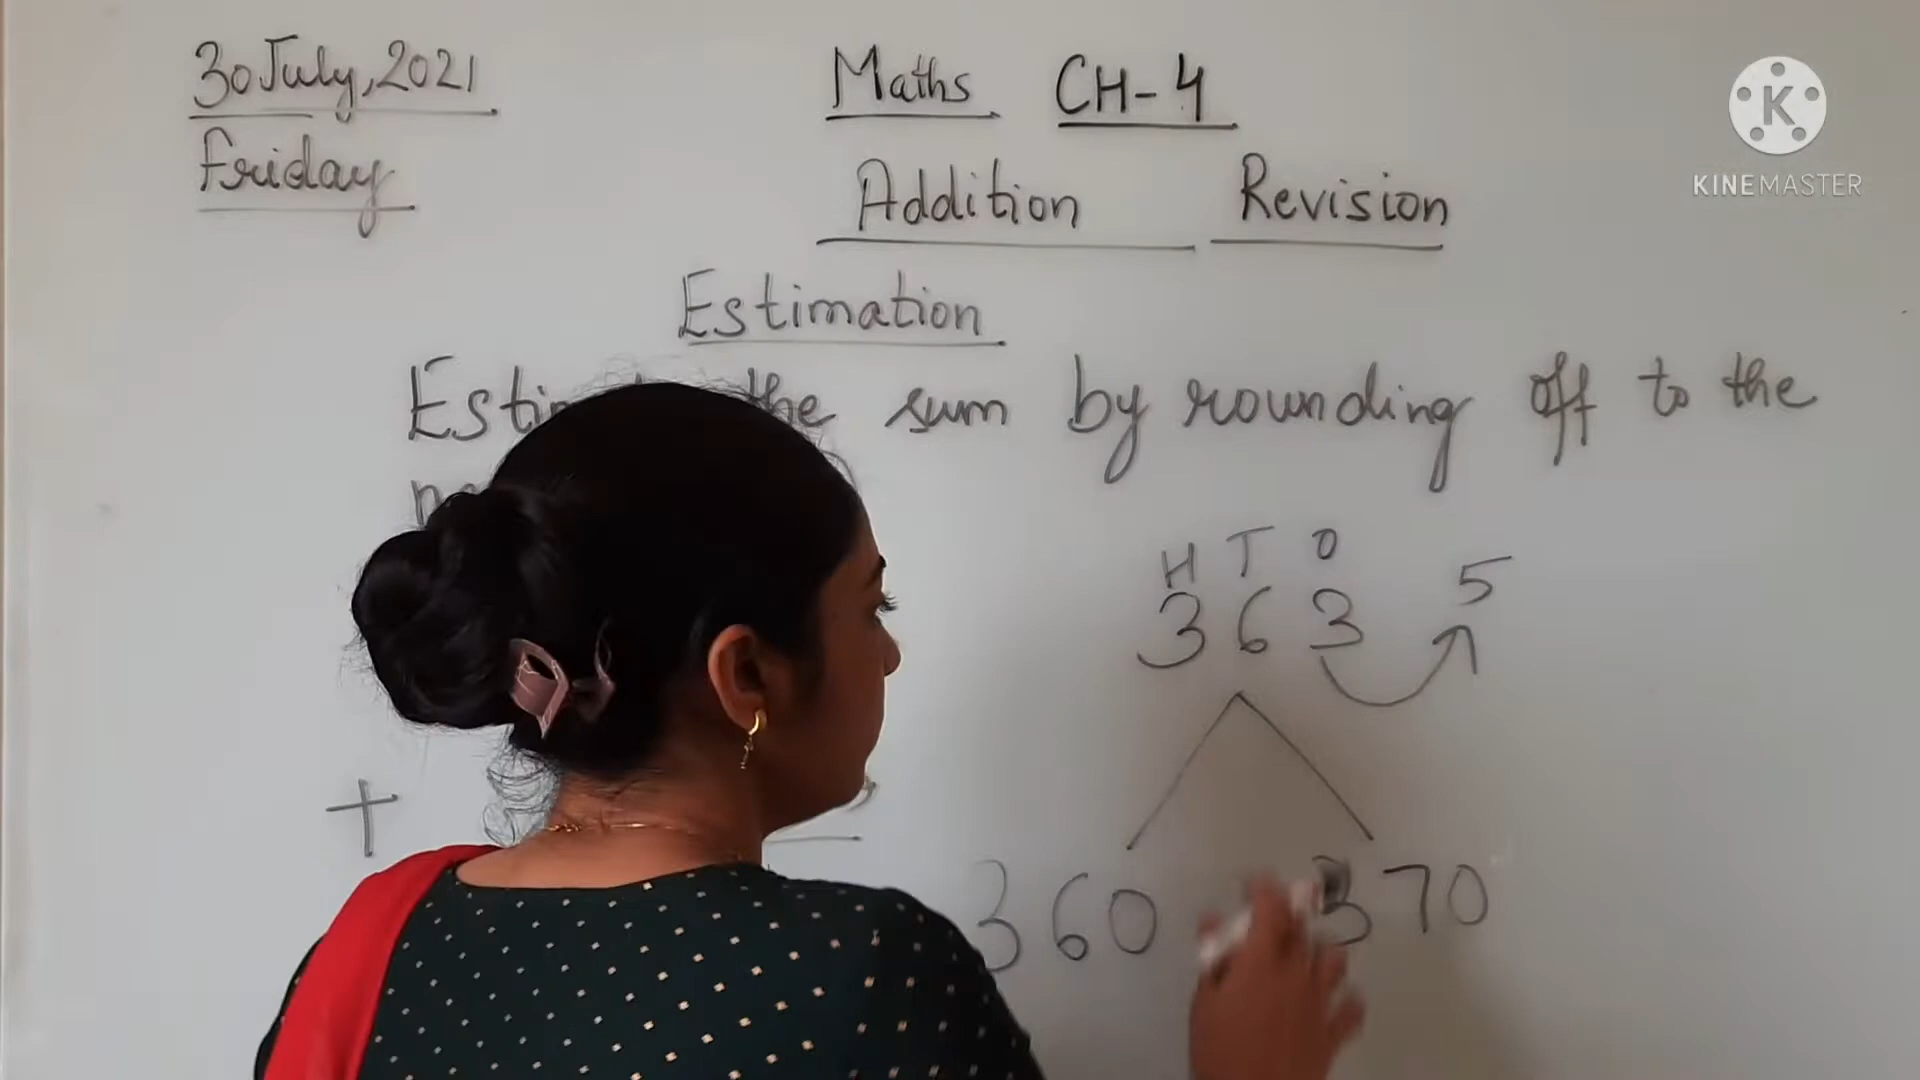 30 July, 2021
Friday
Maths CH-4
Addition Revision
Estimation
the sum by rounding off to the
H T O
3 6 3 5
+
360 370
K
KINEMASTER